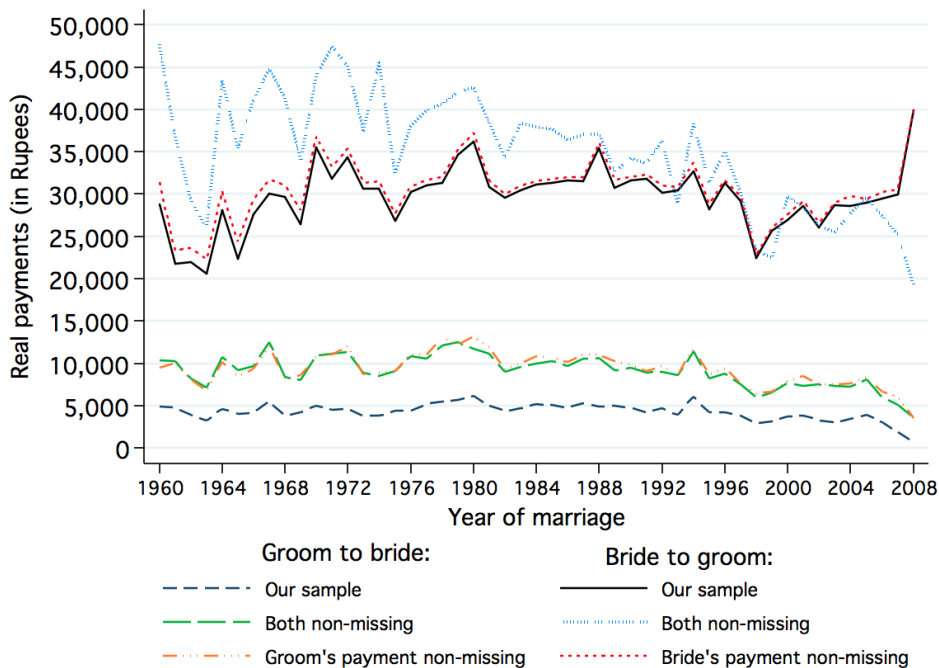 50,000
45,000
40,000
35,000
30,000
25,000
20,000
15,000
10,000
5,000
0
Real payments (in Rupees)
1960 1964 1968 1972 1976 1980 1984 1988 1992 1996 2000 2004 2008
Year of marriage
Groom to bride: Bride to groom:
Our sample Our sample
Both non-missing Both non-missing
Groom's payment non-missing Bride's payment non-missing